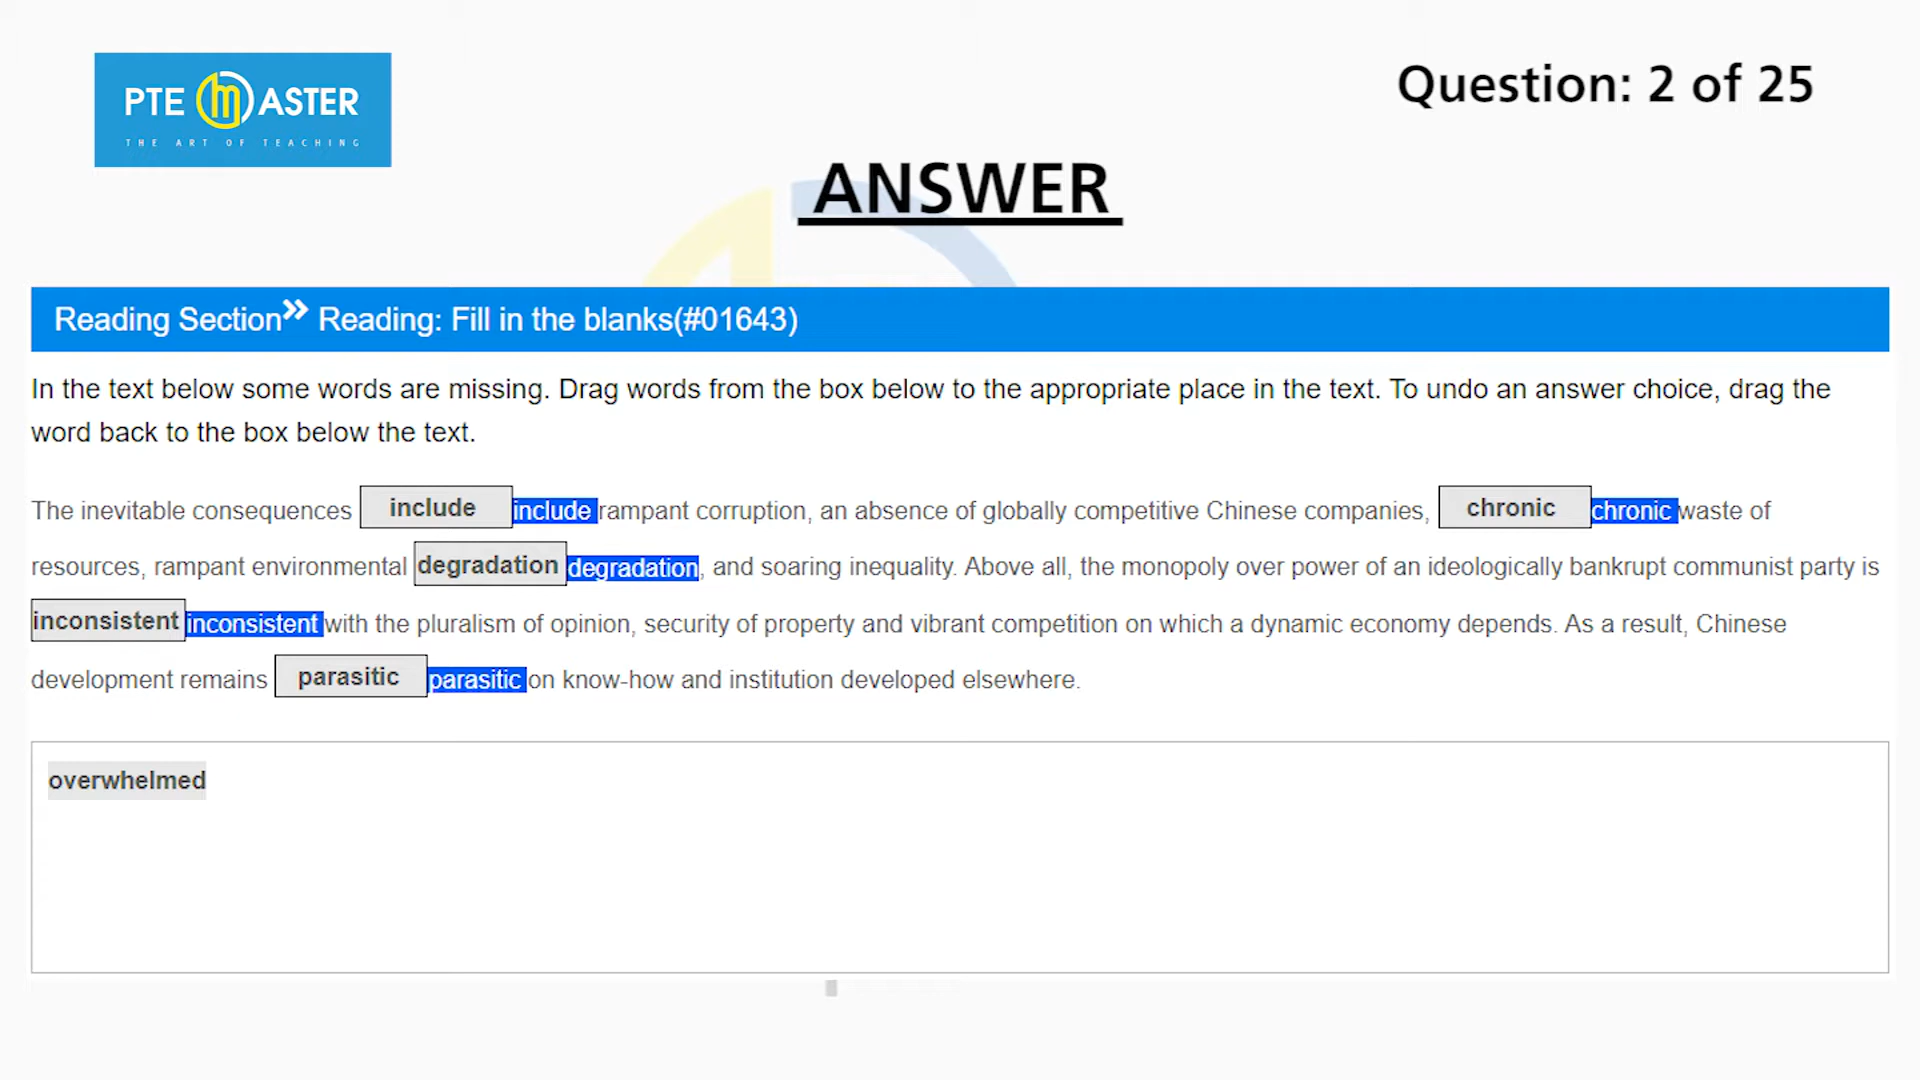 PTE MASTER
THE ART OF TEACHING
Question: 2 of 25
ANSWER
Reading Section» Reading: Fill in the blanks(#01643)
In the text below some words are missing. Drag words from the box below to the appropriate place in the text. To undo an answer choice, drag the
word back to the box below the text.
The inevitable consequences include include rampant corruption, an absence of globally competitive Chinese companies, chronic chronic waste of
resources, rampant environmental degradation degradation, and soaring inequality. Above all, the monopoly over power of an ideologically bankrupt communist party is
inconsistent inconsistent with the pluralism of opinion, security of property and vibrant competition on which a dynamic economy depends. As a result, Chinese
development remains parasitic parasitic on know-how and institution developed elsewhere.
overwhelmed